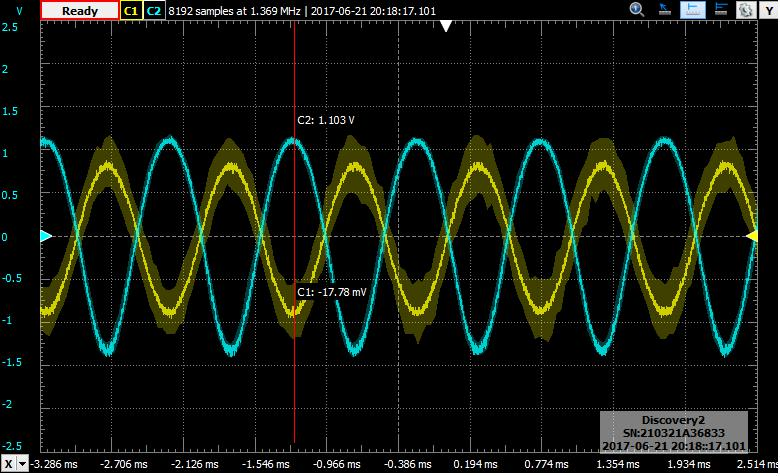 V Ready C1 C2 8192 samples at 1.369 MHz | 2017-06-21 20:18:17.101 Y
2.5
2
1.5
C2: 1.103 V
1
0.5
0
-0.5
C1: -17.78 mV
-1
-1.5
-2
Discovery2
SN:210321A36833
2017-06-21 20:18:17.101
-2.5
X -3.286 ms -2.706 ms -2.126 ms -1.546 ms -0.966 ms -0.386 ms 0.194 ms 0.774 ms 1.354 ms 1.934 ms 2.514 ms